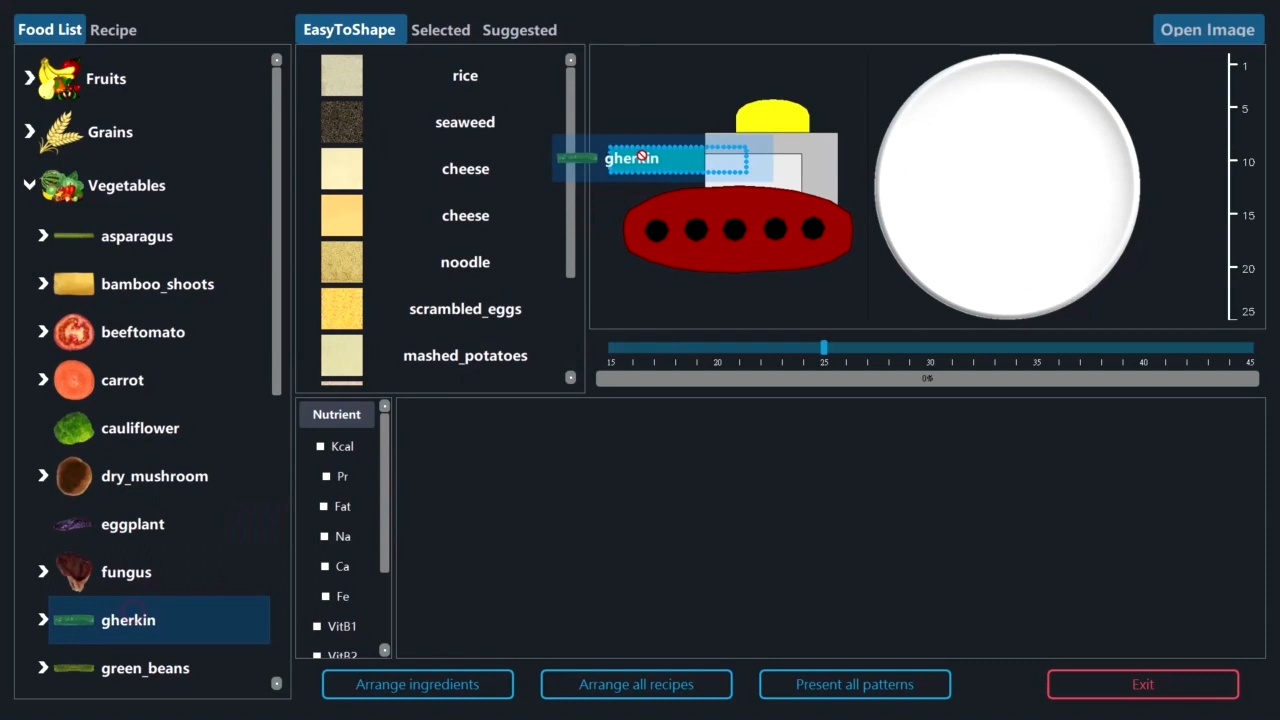 Food List
Recipe
EasyToShape
Selected
Suggested
Open Image
Fruits
Grains
Vegetables
asparagus
bamboo_shoots
beeftomato
carrot
cauliflower
dry_mushroom
eggplant
fungus
gherkin
green_beans
rice
seaweed
cheese
cheese
noodle
scrambled_eggs
mashed_potatoes
gherkin
1
5
10
15
20
25
15 20 25 30 35 40 45
0%
Nutrient
Kcal
Pr
Fat
Na
Ca
Fe
VitB1
VitB2
Arrange ingredients
Arrange all recipes
Present all patterns
Exit